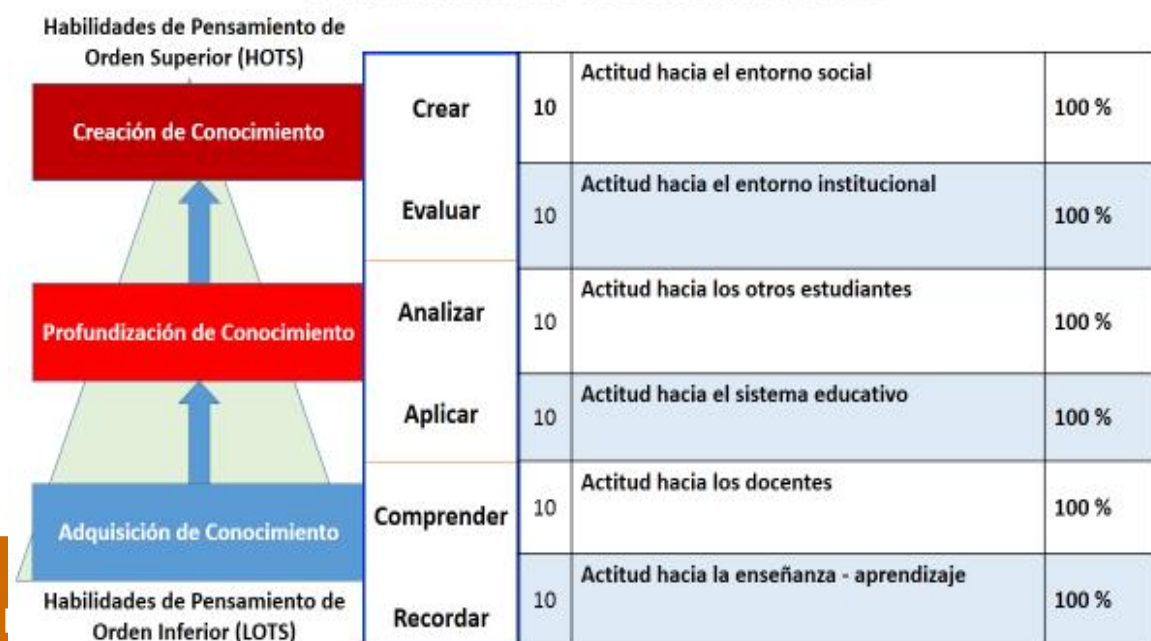 Habilidades de Pensamiento de
Orden Superior (HOTS)
Creación de Conocimiento
Profundización de Conocimiento
Adquisición de Conocimiento
Habilidades de Pensamiento de
Orden Inferior (LOTS)
Crear
10
Actitud hacia el entorno social
100 %
Evaluar
10
Actitud hacia el entorno institucional
100 %
Analizar
10
Actitud hacia los otros estudiantes
100 %
Aplicar
10
Actitud hacia el sistema educativo
100 %
Comprender
10
Actitud hacia los docentes
100 %
Recordar
10
Actitud hacia la enseñanza - aprendizaje
100 %